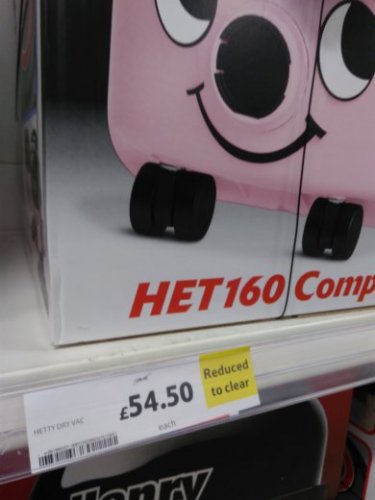 HET160 Comp
HETTY DRY VAC
£54.50
each
Reduced
to clear
Henry